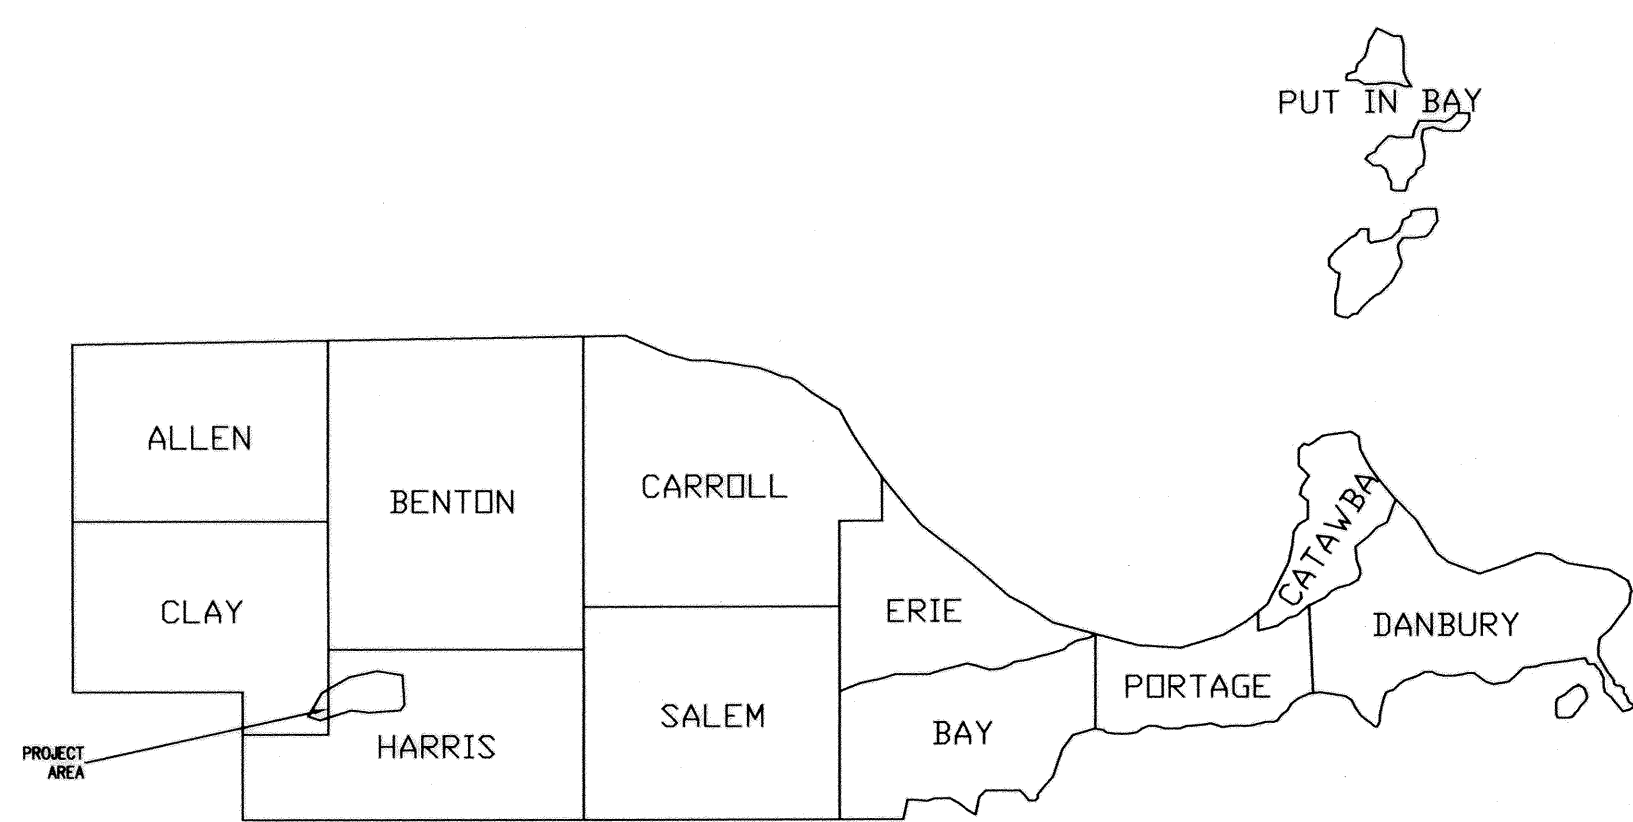 PUT IN BAY
ALLEN
BENTON
CARROLL
CATAWBA
CLAY
ERIE
DANBURY
PORTAGE
SALEM
BAY
HARRIS
PROJECT
AREA